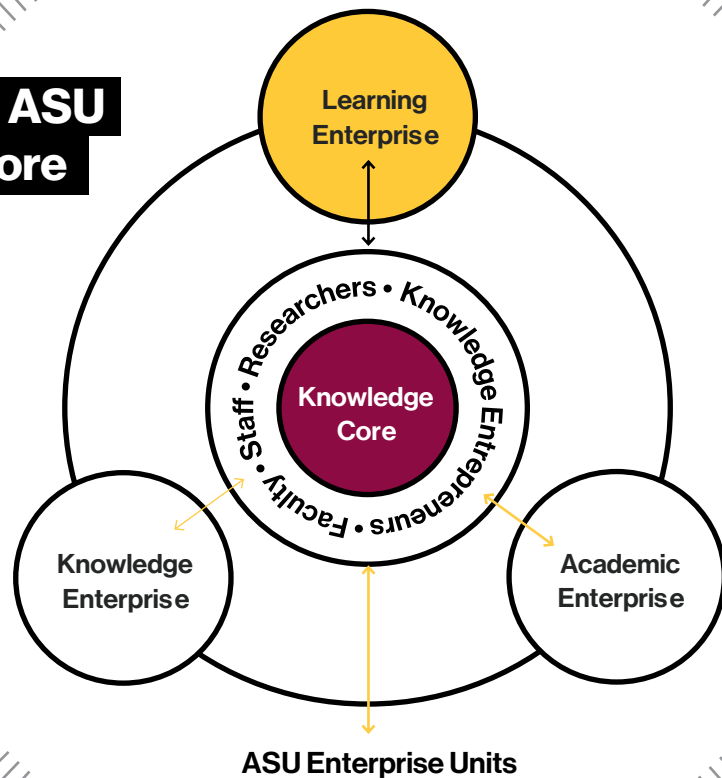 ASU
ore
Learning
Enterprise
Faculty • Staff • Researchers • Knowledge Entrepreneurs •
Knowledge
Core
Knowledge
Enterprise
Academic
Enterprise
ASU Enterprise Units